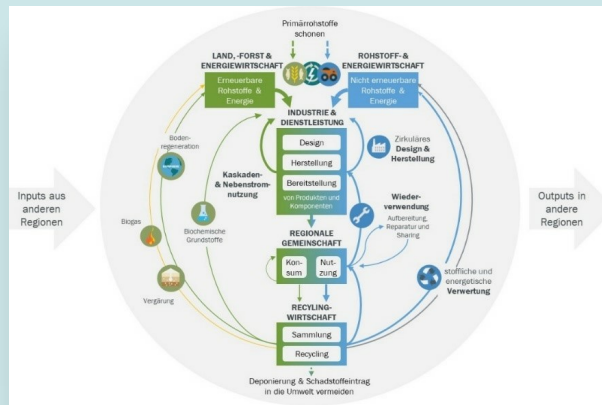 Primärrohstoffe
schonen
LAND, -FORST &
ENERGIEWIRTSCHAFT
ROHSTOFF- &
ENERGIEWIRTSCHAFT
Erneuerbare
Rohstoffe &
Energie
Nicht erneuerbare
Rohstoffe &
Energie
INDUSTRIE &
DIENSTLEISTUNG
Design
Herstellung
Bereitstellung
von Produkten und
Komponenten
Boden-
regeneration
Zirkuläres
Design &
Herstellung
Kaskaden-
& Nebenstrom-
nutzung
Wieder-
verwendung
Aufbereitung,
Reparatur und
Sharing
Inputs aus
anderen
Regionen
Outputs in
andere
Regionen
Biogas
Biochemische
Grundstoffe
REGIONALE
GEMEINSCHAFT
Kon-
sum
Nut-
zung
Vergärung
stoffliche und
energetische
Verwertung
RECYCLING-
WIRTSCHAFT
Sammlung
Recycling
Deponierung & Schadstoffeintrag
in die Umwelt vermeiden